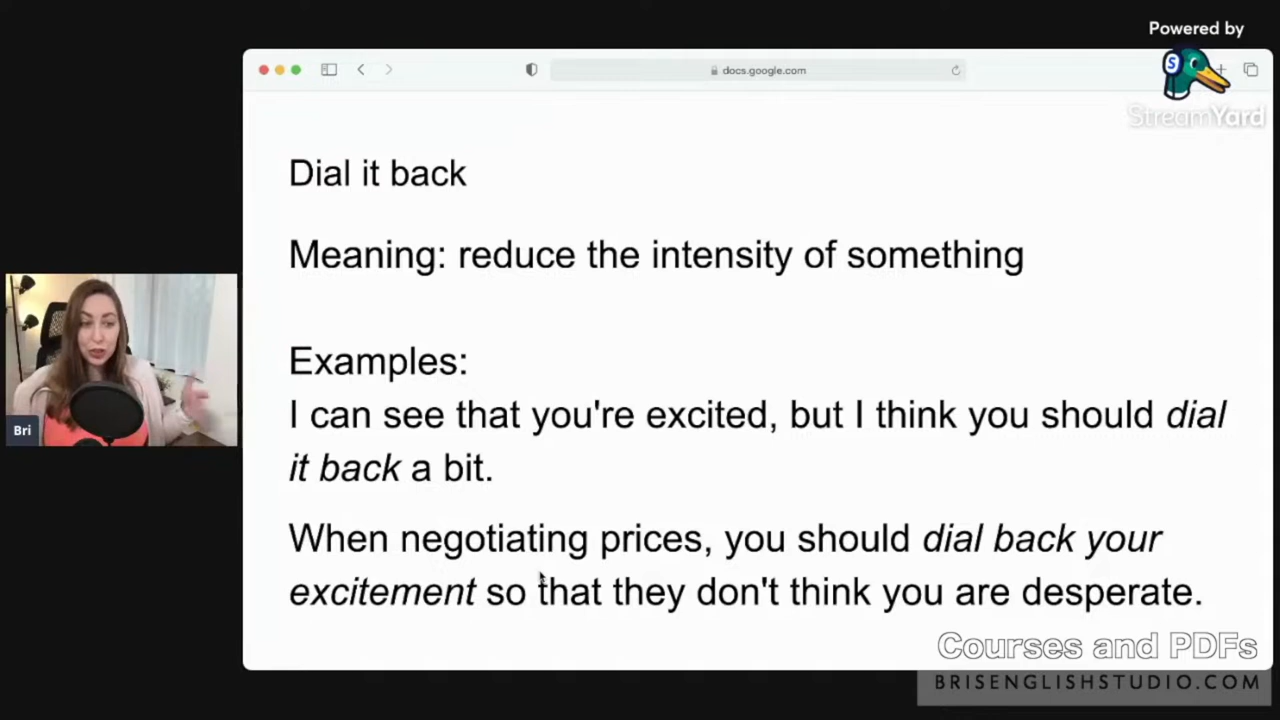 Powered by
StreamYard
docs.google.com
Dial it back
Meaning: reduce the intensity of something
Examples:
I can see that you're excited, but I think you should dial
it back a bit.
When negotiating prices, you should dial back your
excitement so that they don't think you are desperate.
Bri
Courses and PDFs
BRISENGLISHSTUDIO.COM